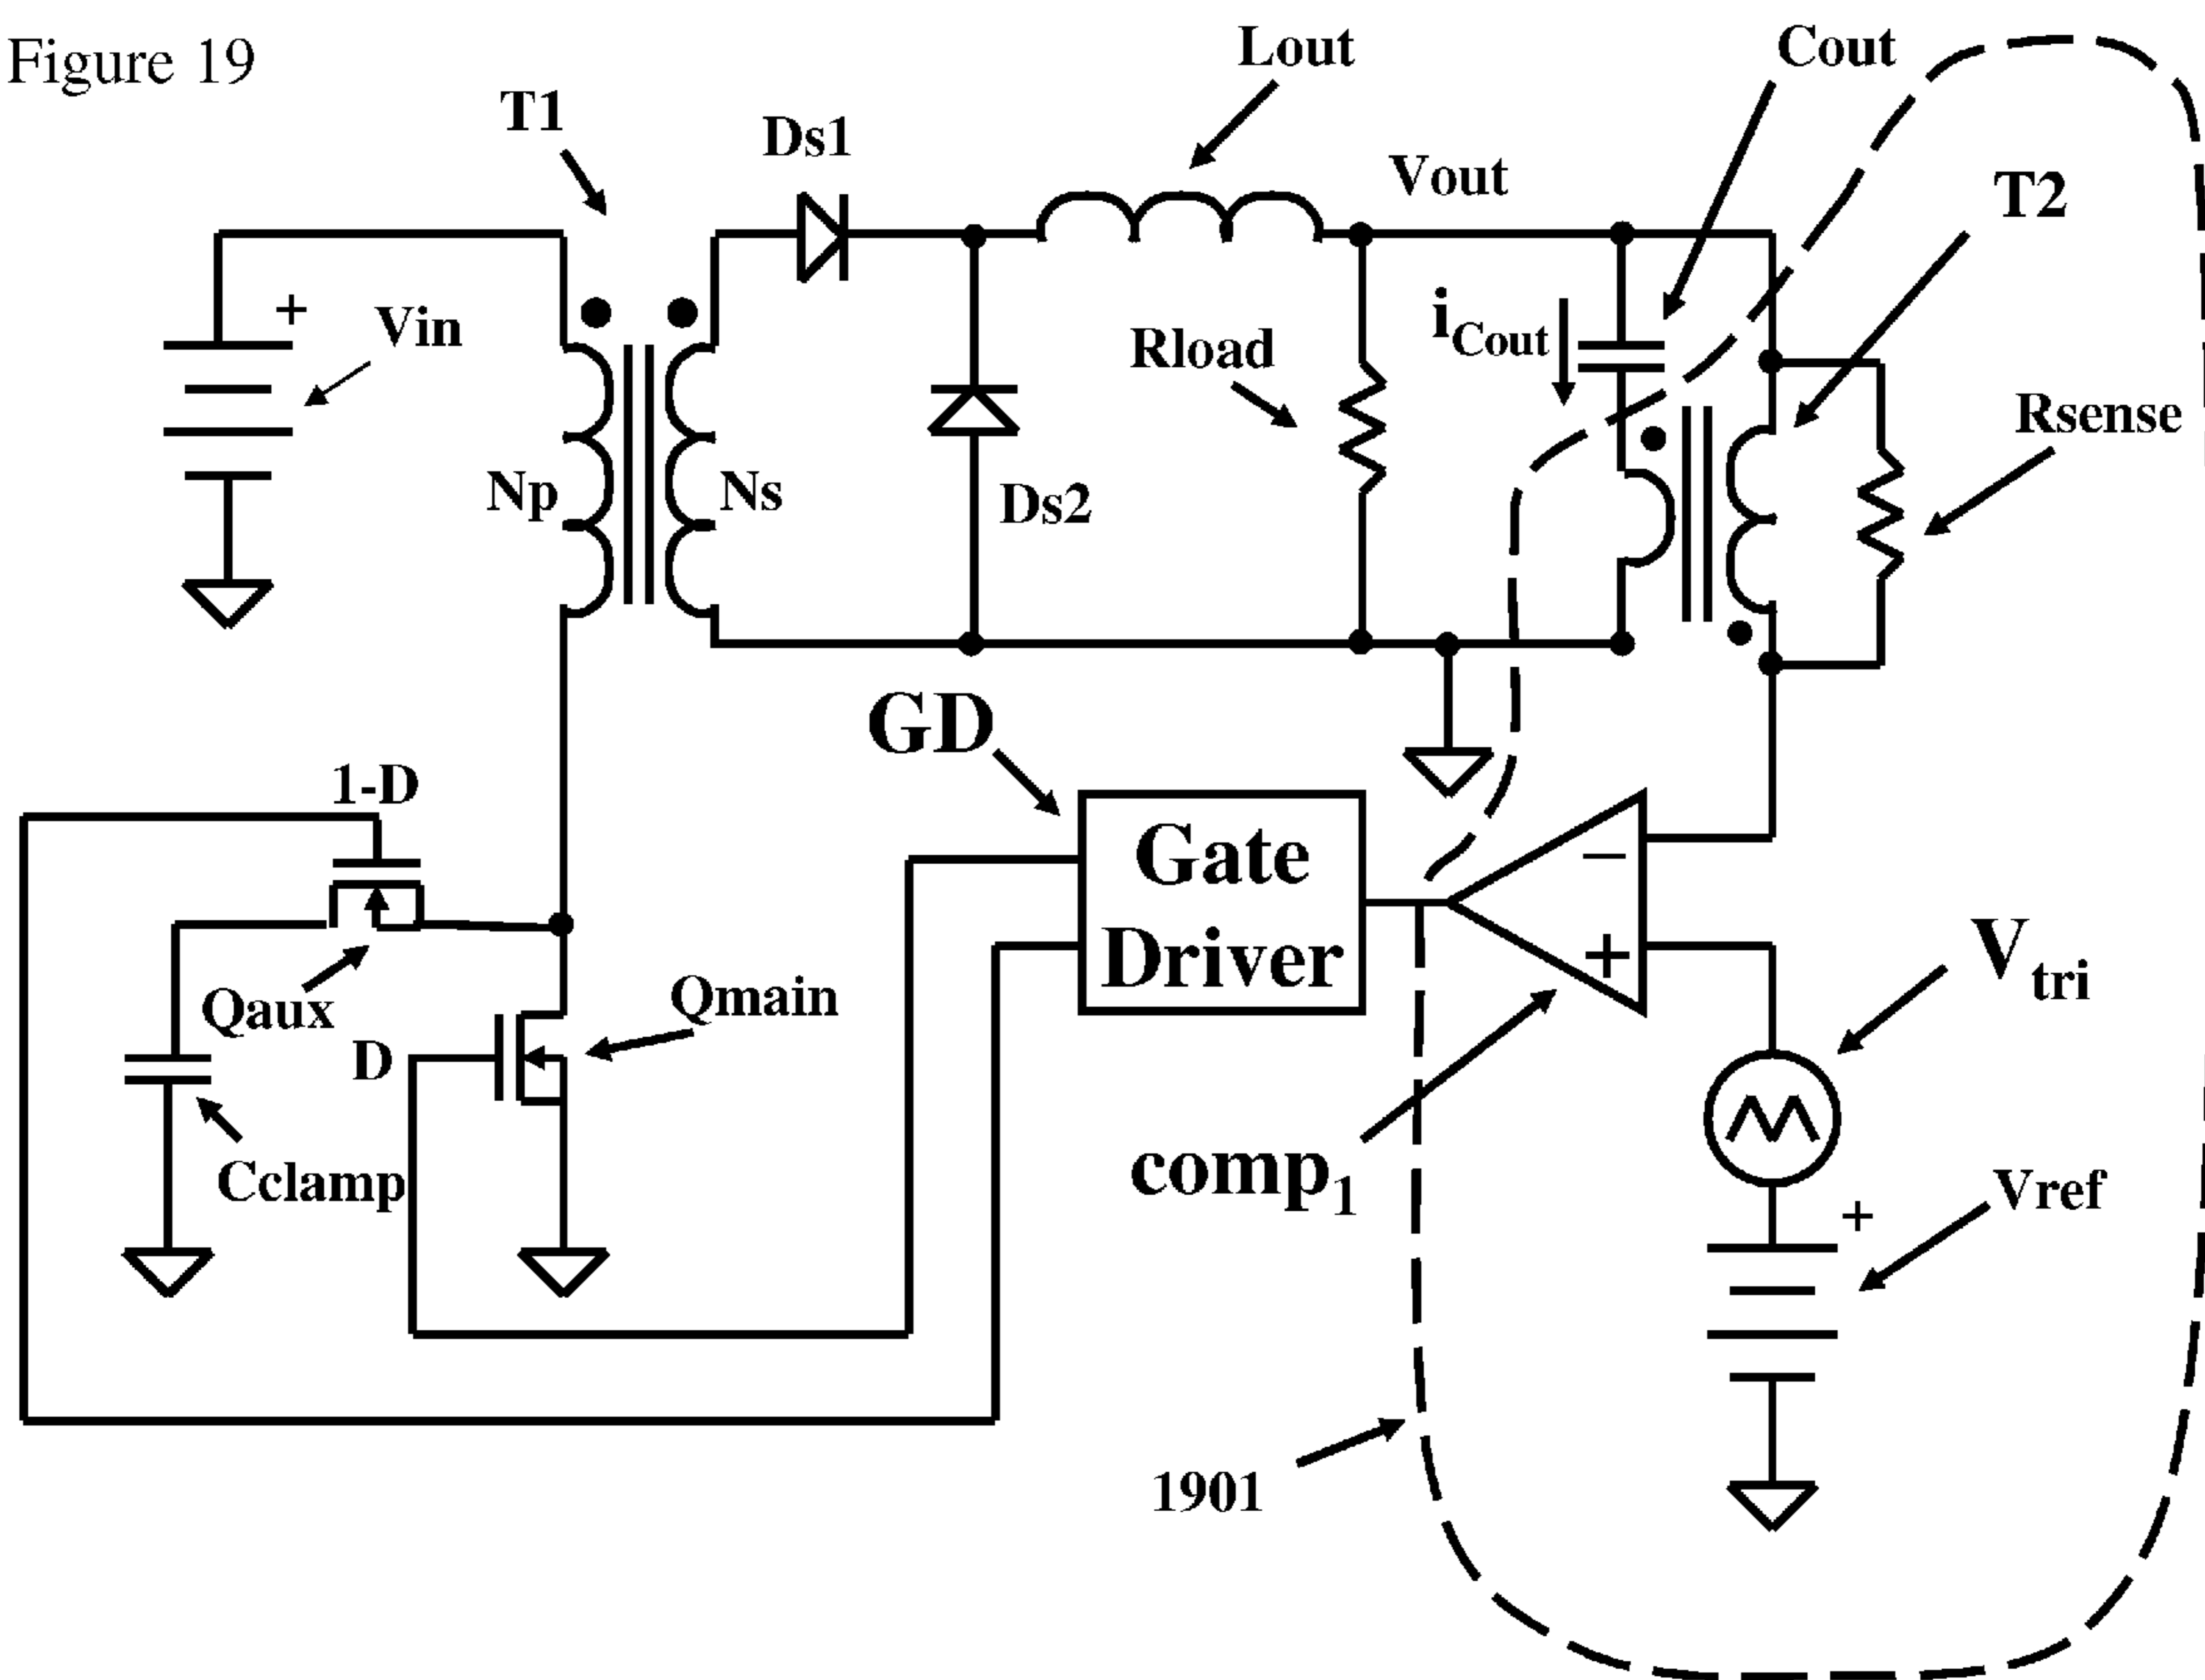 Figure 19
Lout
Cout
T1
Ds1
Vout
T2
+
Vin
iCout
Rload
Rsense
Np
Ns
Ds2
GD
1-D
Gate
Driver
−
+
Vtri
Qaux
Qmain
D
comp1
Cclamp
Vref
+
1901